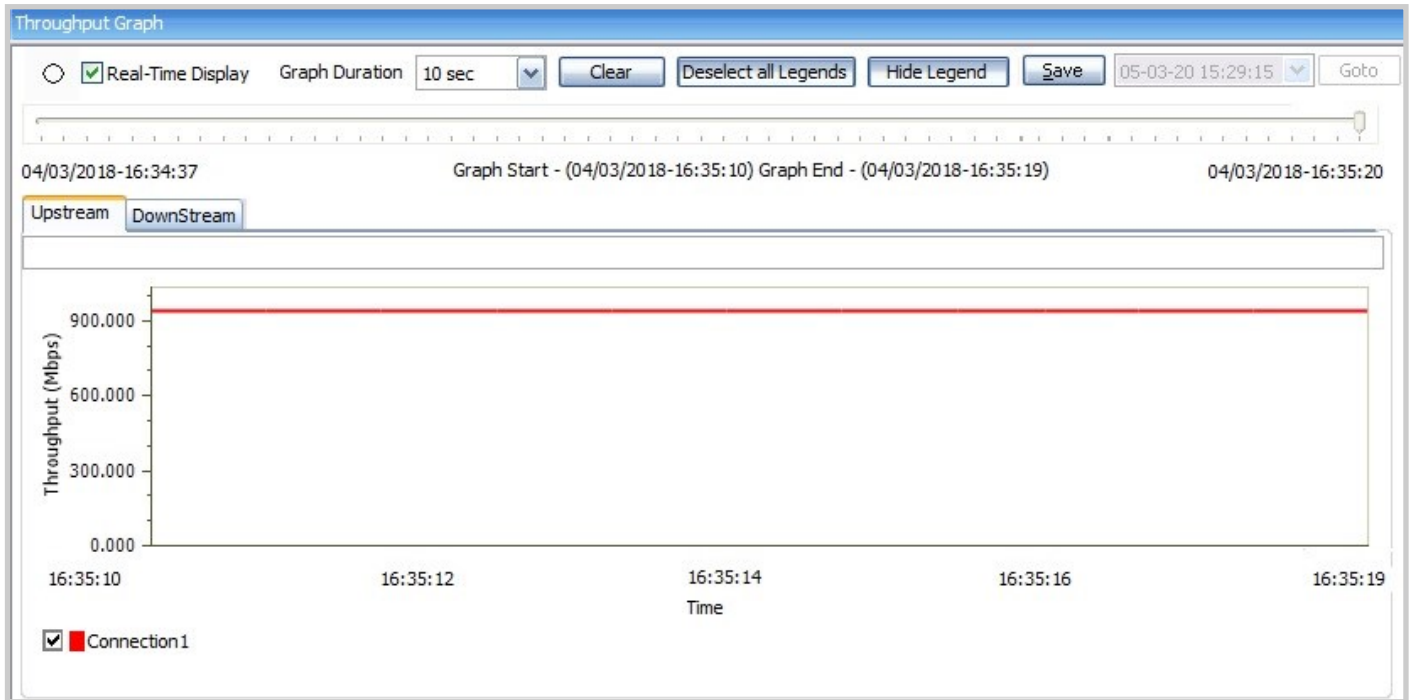 Throughput Graph
Real-Time Display Graph Duration 10 sec Clear Deselect all Legends Hide Legend Save 05-03-20 15:29:15 Goto
04/03/2018-16:34:37 Graph Start - (04/03/2018-16:35:10) Graph End - (04/03/2018-16:35:19) 04/03/2018-16:35:20
Upstream DownStream
Throughput (Mbps)
900.000
600.000
300.000
0.000
16:35:10 16:35:12 16:35:14 16:35:16 16:35:19
Time
Connection1